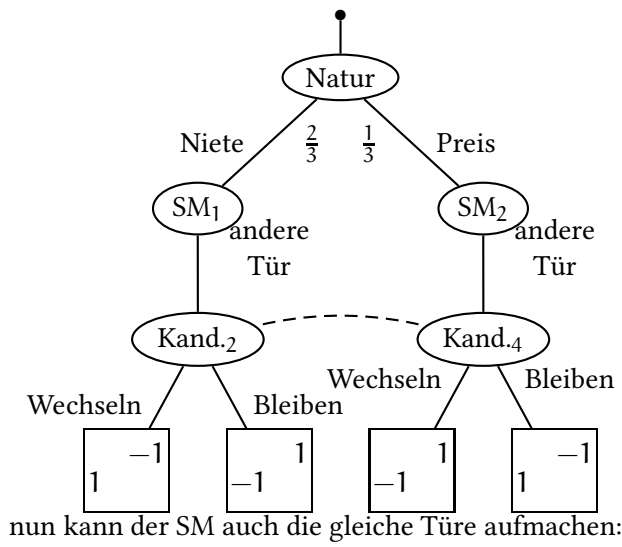 Natur
Niete 2/3 1/3 Preis
SM1 SM2
andere andere
Tür Tür
Kand.2 Kand.4
Wechseln Bleiben Wechseln Bleiben
−1 1 1 −1
1 −1 −1 1
nun kann der SM auch die gleiche Türe aufmachen: